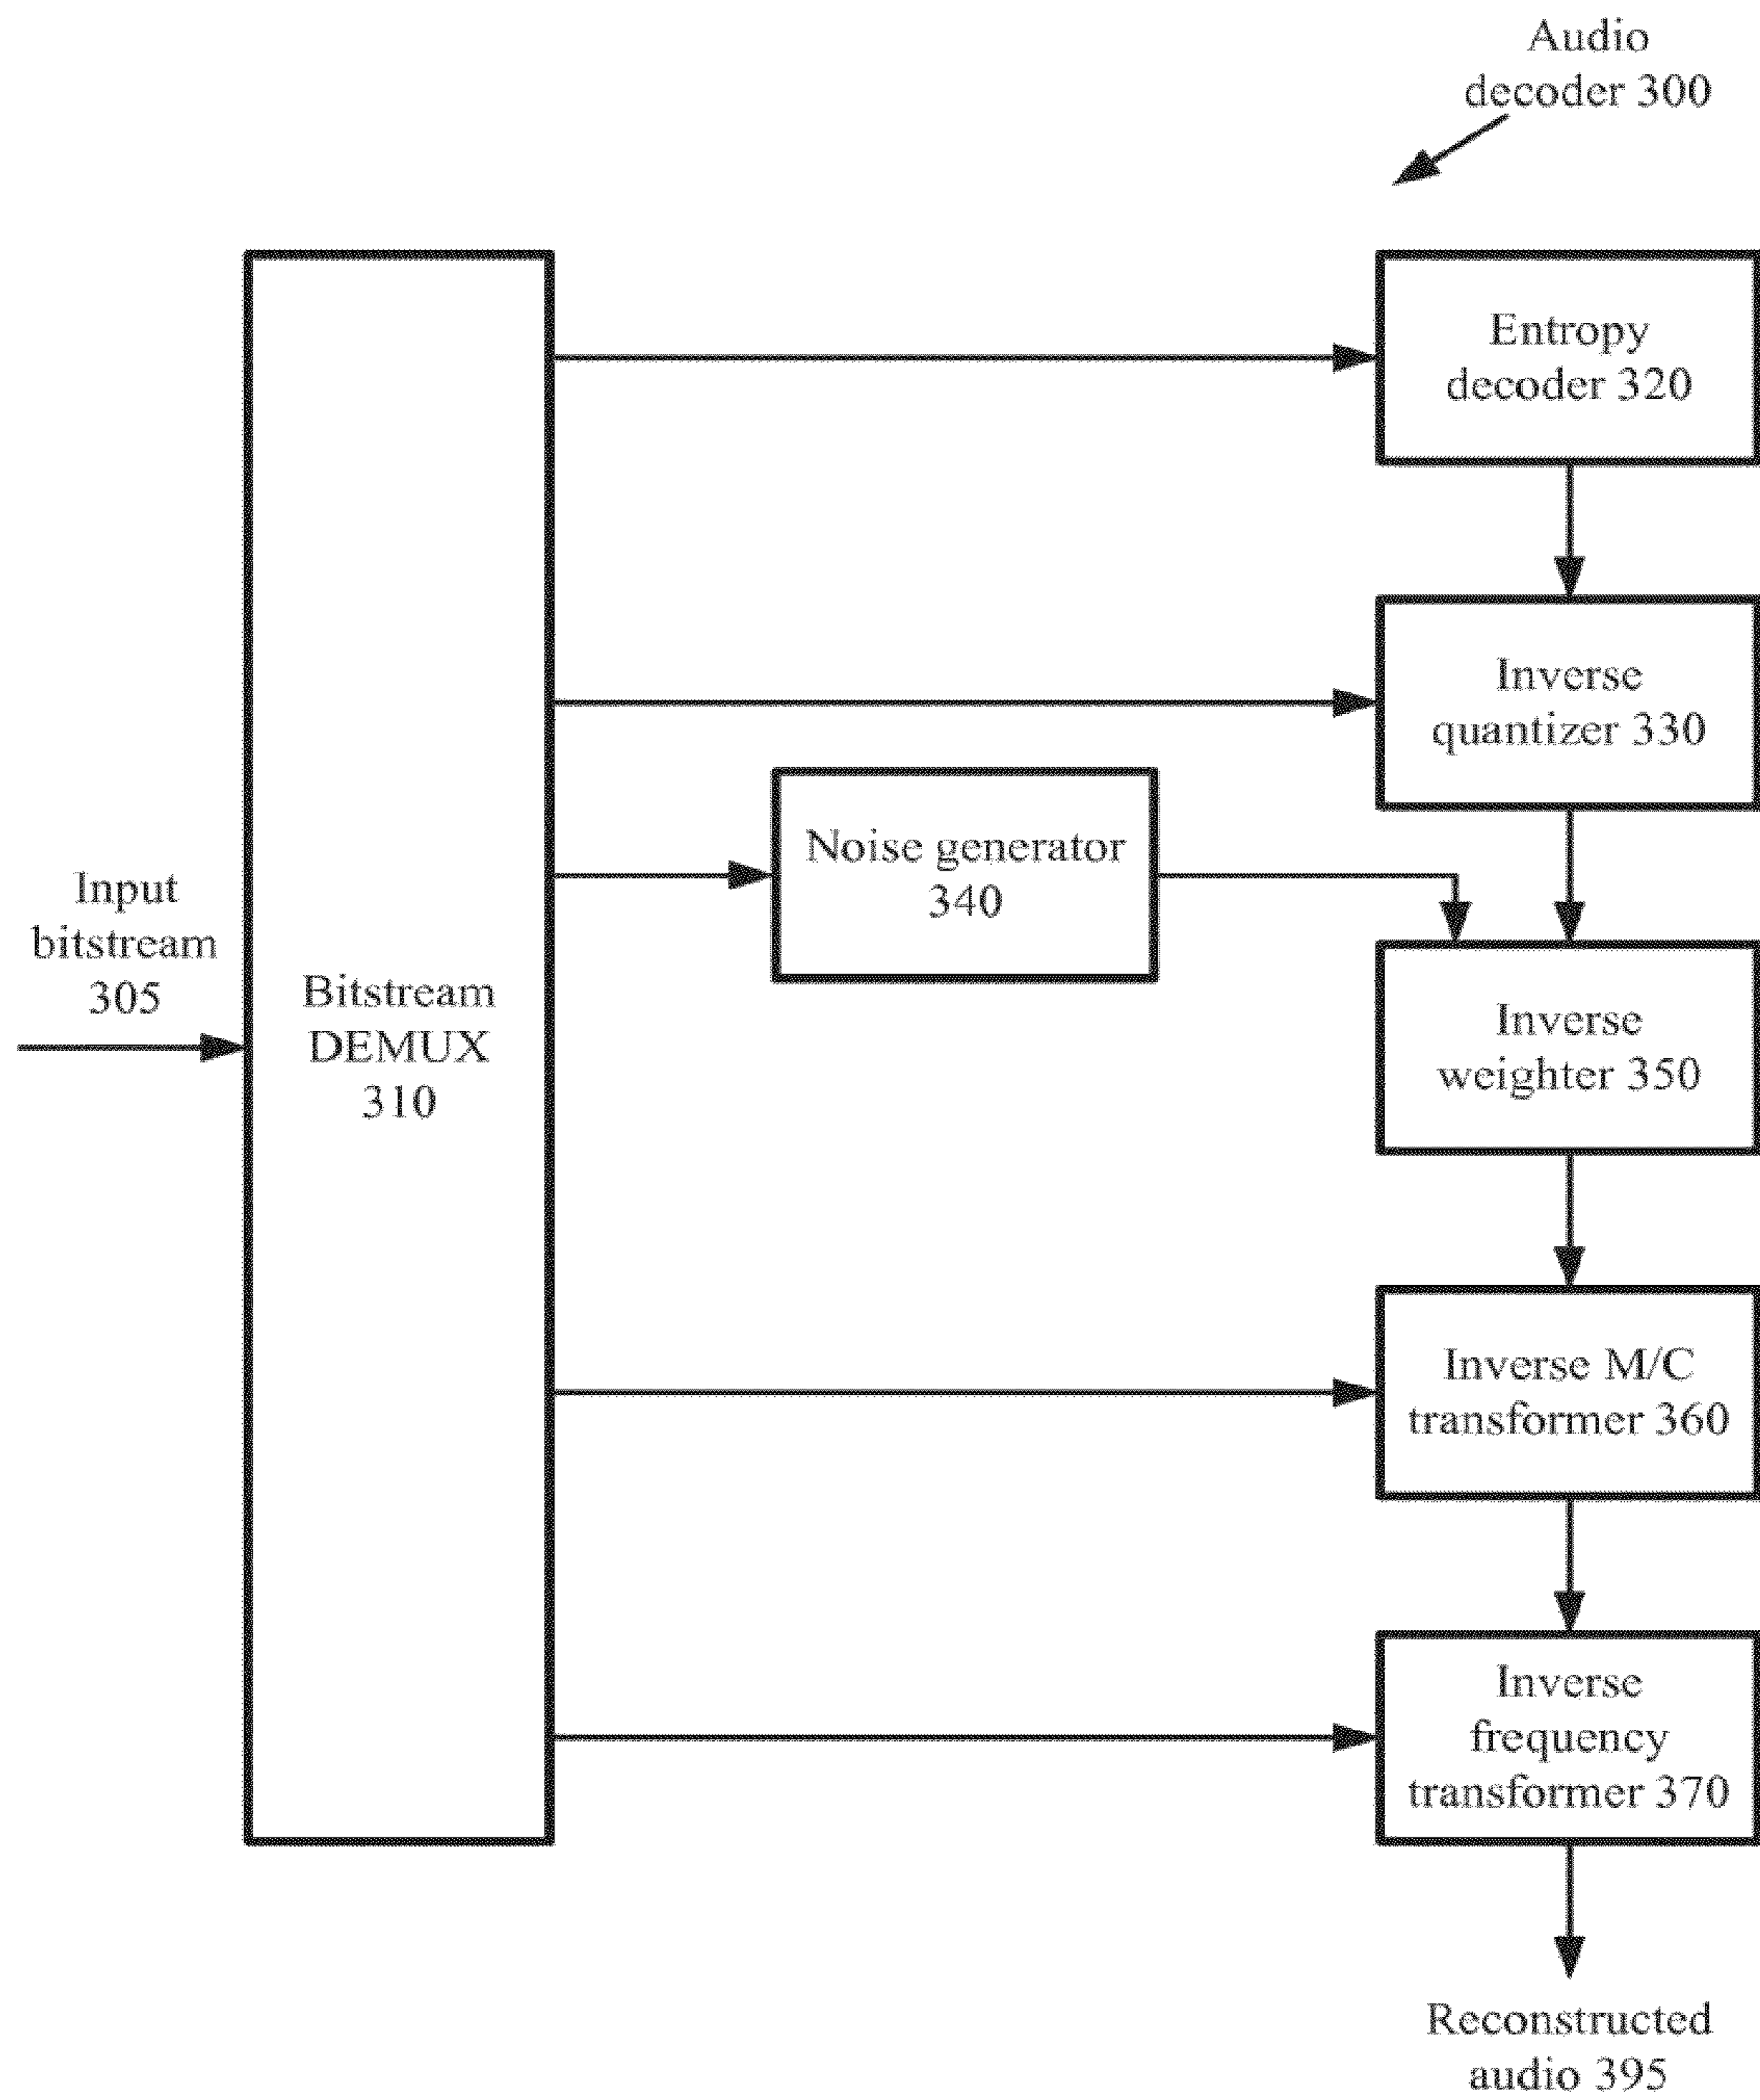 Audio
decoder 300
Entropy
decoder 320
Inverse
quantizer 330
Noise generator
340
Input
bitstream
305
Bitstream
DEMUX
310
Inverse
weighter 350
Inverse M/C
transformer 360
Inverse
frequency
transformer 370
Reconstructed
audio 395